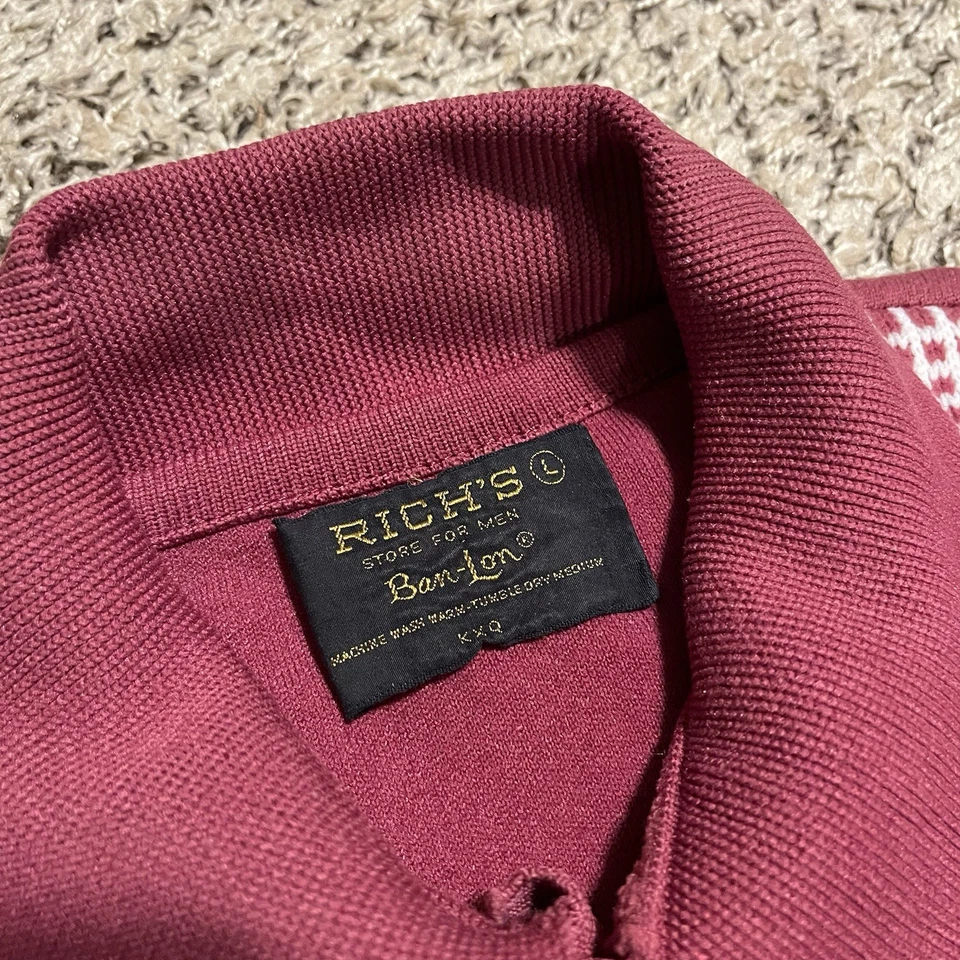 RICH'S L
STORE FOR MEN
Ban-Lon®
MACHINE WASH WARM-TUMBLE DRY MEDIUM
KXQ